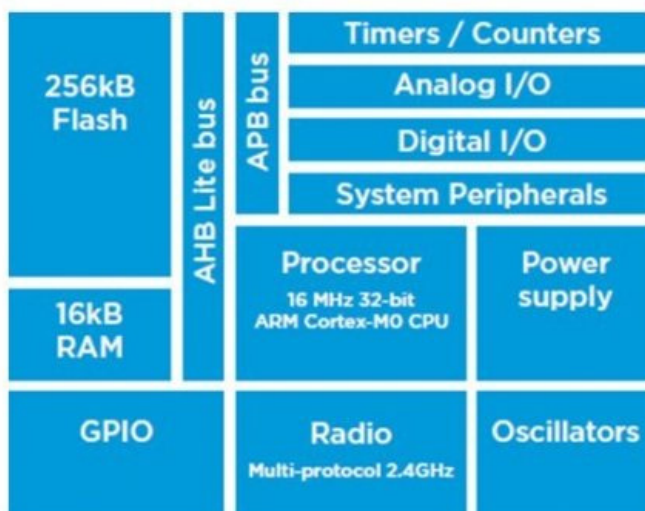 256kB
Flash
16kB
RAM
AHB Lite bus
APB bus
Timers / Counters
Analog I/O
Digital I/O
System Peripherals
Processor
16 MHz 32-bit
ARM Cortex-M0 CPU
Power
supply
GPIO
Radio
Multi-protocol 2.4GHz
Oscillators